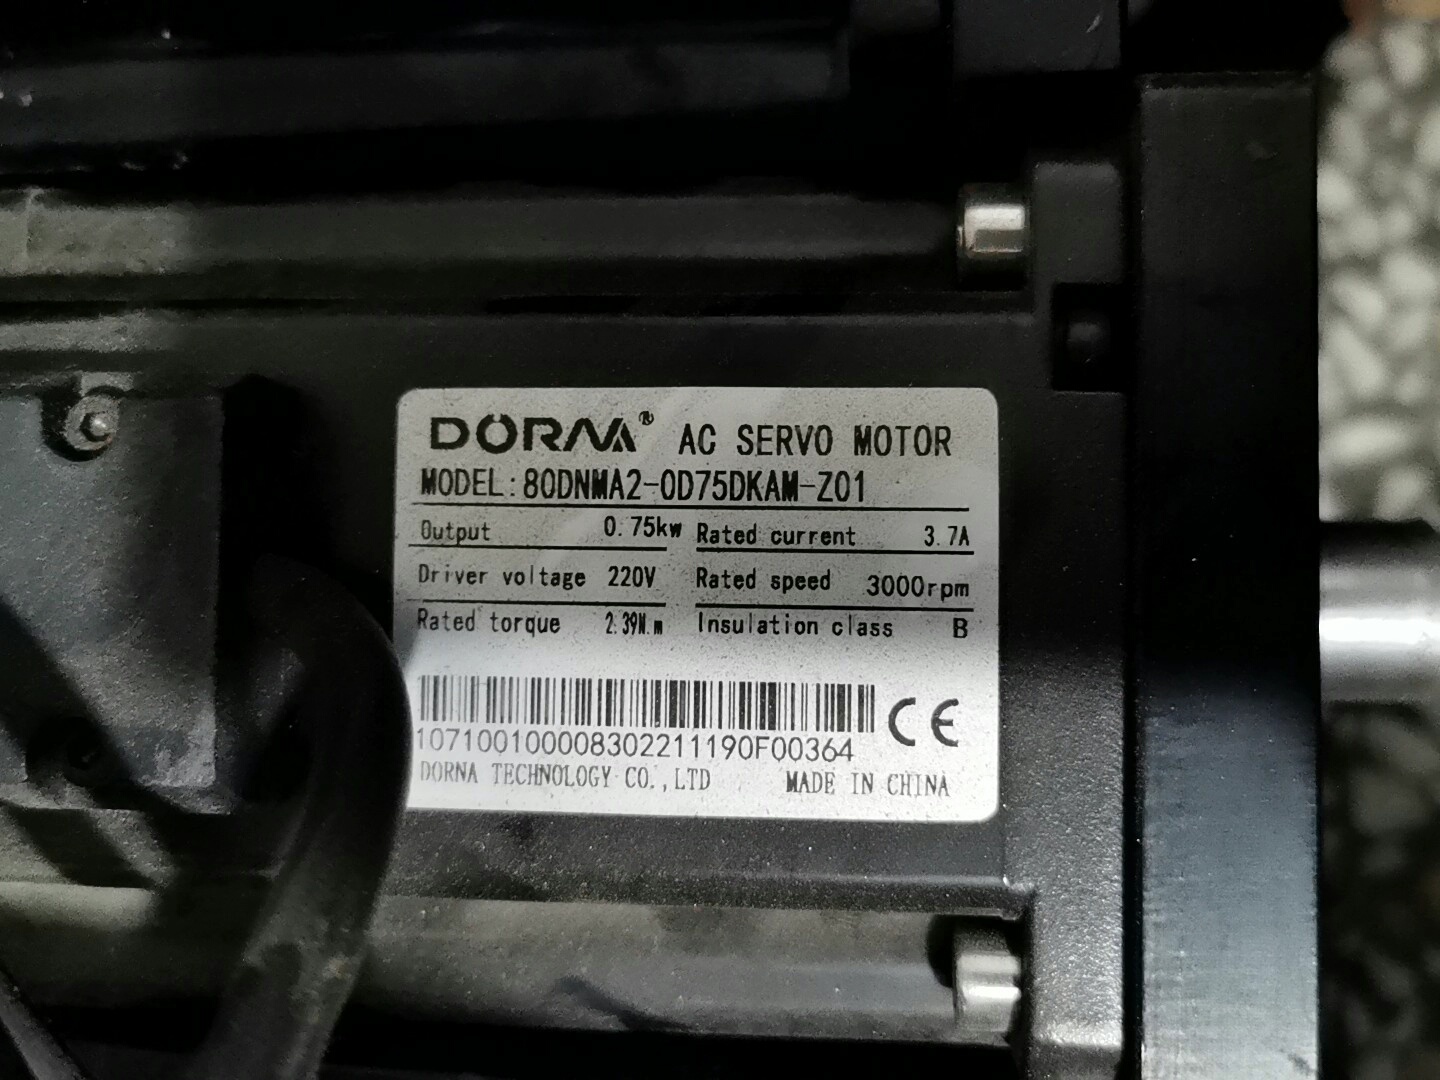 DORNA® AC SERVO MOTOR
MODEL:80DNMA2-0D75DKAM-Z01
Output 0.75kw Rated current 3.7A
Driver voltage 220V Rated speed 3000rpm
Rated torque 2.39N.m Insulation class B
CE
107100100008302211190F00364
DORNA TECHNOLOGY CO.,LTD MADE IN CHINA